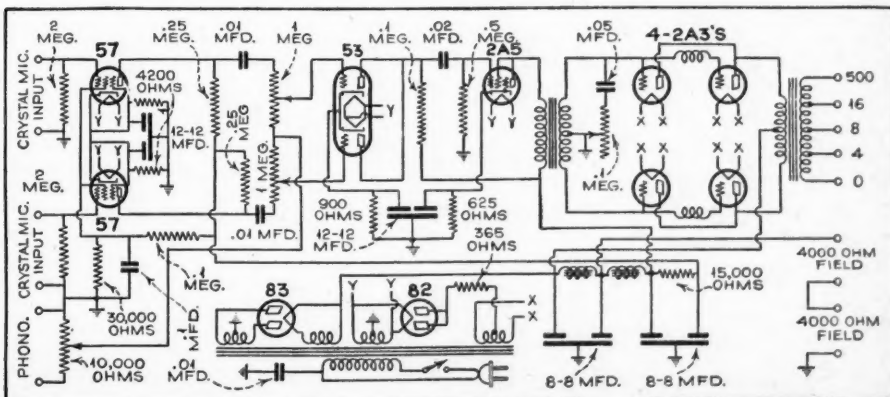 2 MEG.
57
.25 MEG.
.01 MFD.
.1 MEG
53
.1 MEG.
.02 MFD.
.5 MEG.
2A5
.05 MFD.
4-2A3'S
CRYSTAL MIC. INPUT
4200 OHMS
12-12 MFD.
Y Y
Y
Y Y
X X
X X
500
16
8
4
0
2 MEG.
Y Y
.25 MEG
1 MEG.
X X
X X
.1 MEG.
57
.01 MFD.
900 OHMS
12-12 MFD.
625 OHMS
365 OHMS
CRYSTAL MIC. INPUT
.1 MEG.
83
Y Y
82
X
X
15,000 OHMS
4000 OHM FIELD
30,000 OHMS
.1 MFD.
4000 OHM FIELD
PHONO.
10,000 OHMS
.01 MFD.
8-8 MFD.
8-8 MFD.